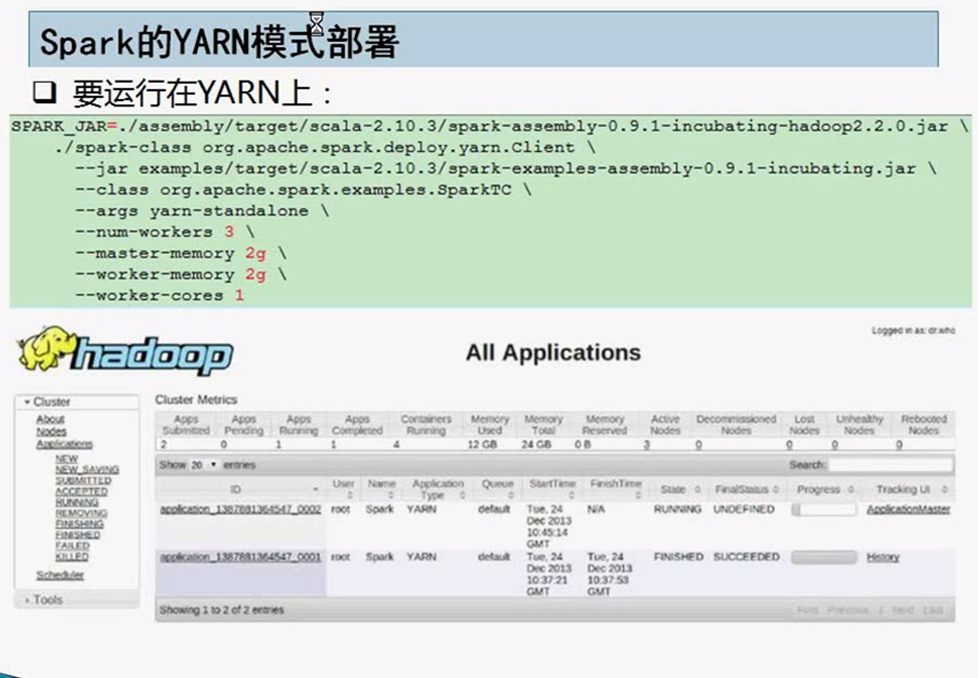 Spark的YARN模式部署
❑ 要运行在YARN上：
SPARK_JAR=./assembly/target/scala-2.10.3/spark-assembly-0.9.1-incubating-hadoop2.2.0.jar \
./spark-class org.apache.spark.deploy.yarn.Client \
--jar examples/target/scala-2.10.3/spark-examples-assembly-0.9.1-incubating.jar \
--class org.apache.spark.examples.SparkTC \
--args yarn-standalone \
--num-workers 3 \
--master-memory 2g \
--worker-memory 2g \
--worker-cores 1
Logged in as: dr.who
hadoop
All Applications
Cluster
About
Nodes
Applications
NEW
NEW_SAVING
SUBMITTED
ACCEPTED
RUNNING
REMOVING
FINISHING
FINISHED
FAILED
KILLED
Scheduler
Tools
Cluster Metrics
Apps Submitted Apps Pending Apps Running Apps Completed Containers Running Memory Used Memory Total Memory Reserved Active Nodes Decommissioned Nodes Lost Nodes Unhealthy Nodes Rebooted Nodes
2 0 1 1 4 12 GB 24 GB 0 B 3 0 0 0 0
Show 20 entries Search:
ID User Name Application Type Queue StartTime FinishTime State FinalStatus Progress Tracking UI
application_1387881364547_0002 root Spark YARN default Tue, 24 Dec 2013 10:45:14 GMT N/A RUNNING UNDEFINED ApplicationMaster
application_1387881364547_0001 root Spark YARN default Tue, 24 Dec 2013 10:37:21 GMT Tue, 24 Dec 2013 10:37:53 GMT FINISHED SUCCEEDED History
Showing 1 to 2 of 2 entries First Previous 1 Next Last